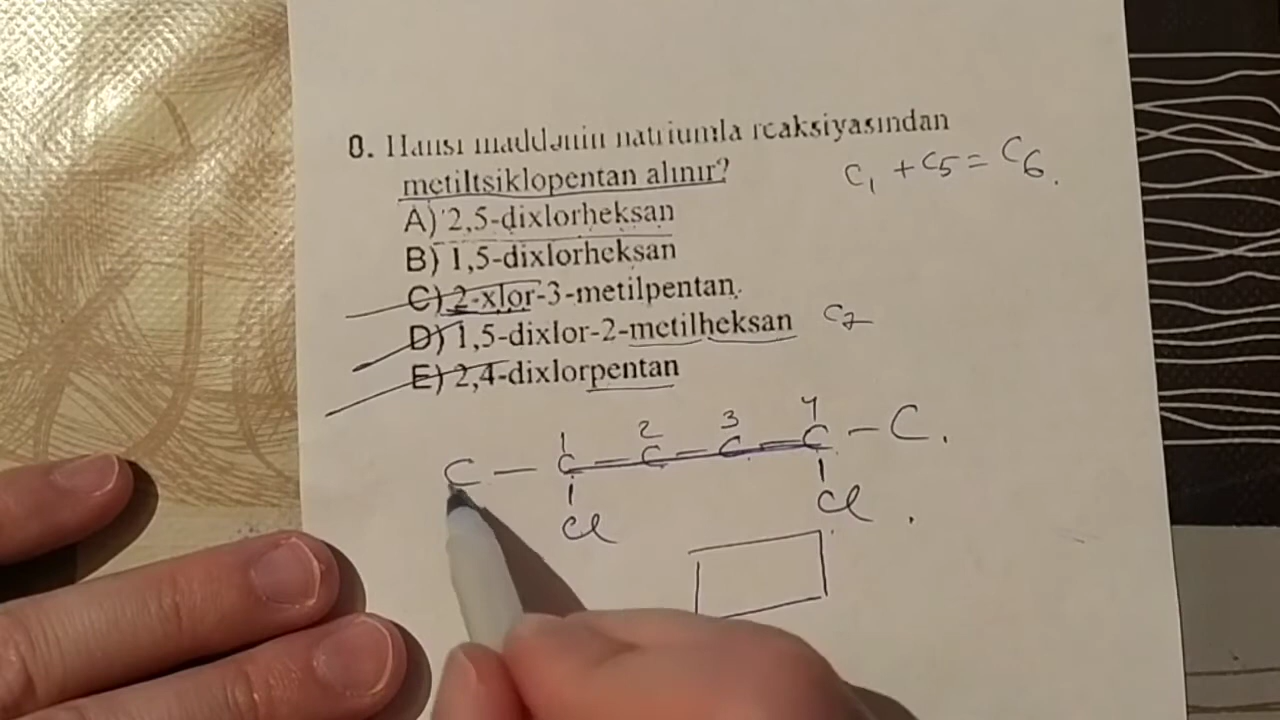 8. Hansı maddənin natriumla reaksiyasından
metiltsiklopentan alınır?
C₁ + C₅ = C₆.
A) 2,5-dixlorheksan
B) 1,5-dixlorheksan
C) 2-xlor-3-metilpentan
D) 1,5-dixlor-2-metilheksan C₇
E) 2,4-dixlorpentan
1 2 3 4
C — C — C — C — C — C.
Cl Cl .